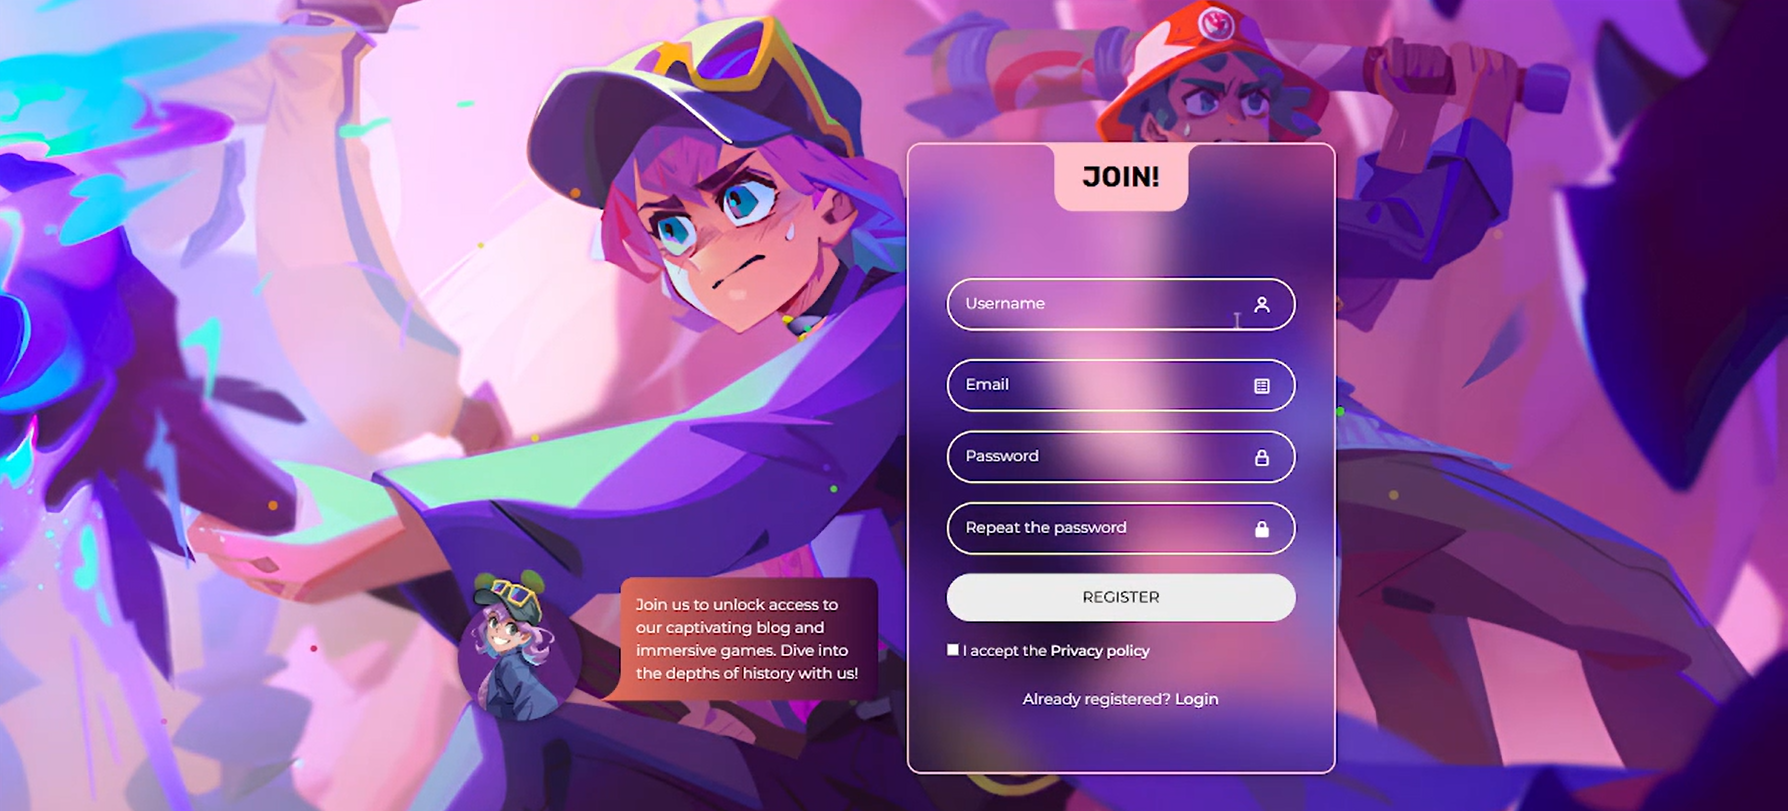 JOIN!
Username
Email
Password
Repeat the password
REGISTER
I accept the Privacy policy
Already registered? Login
Join us to unlock access to
our captivating blog and
immersive games. Dive into
the depths of history with us!